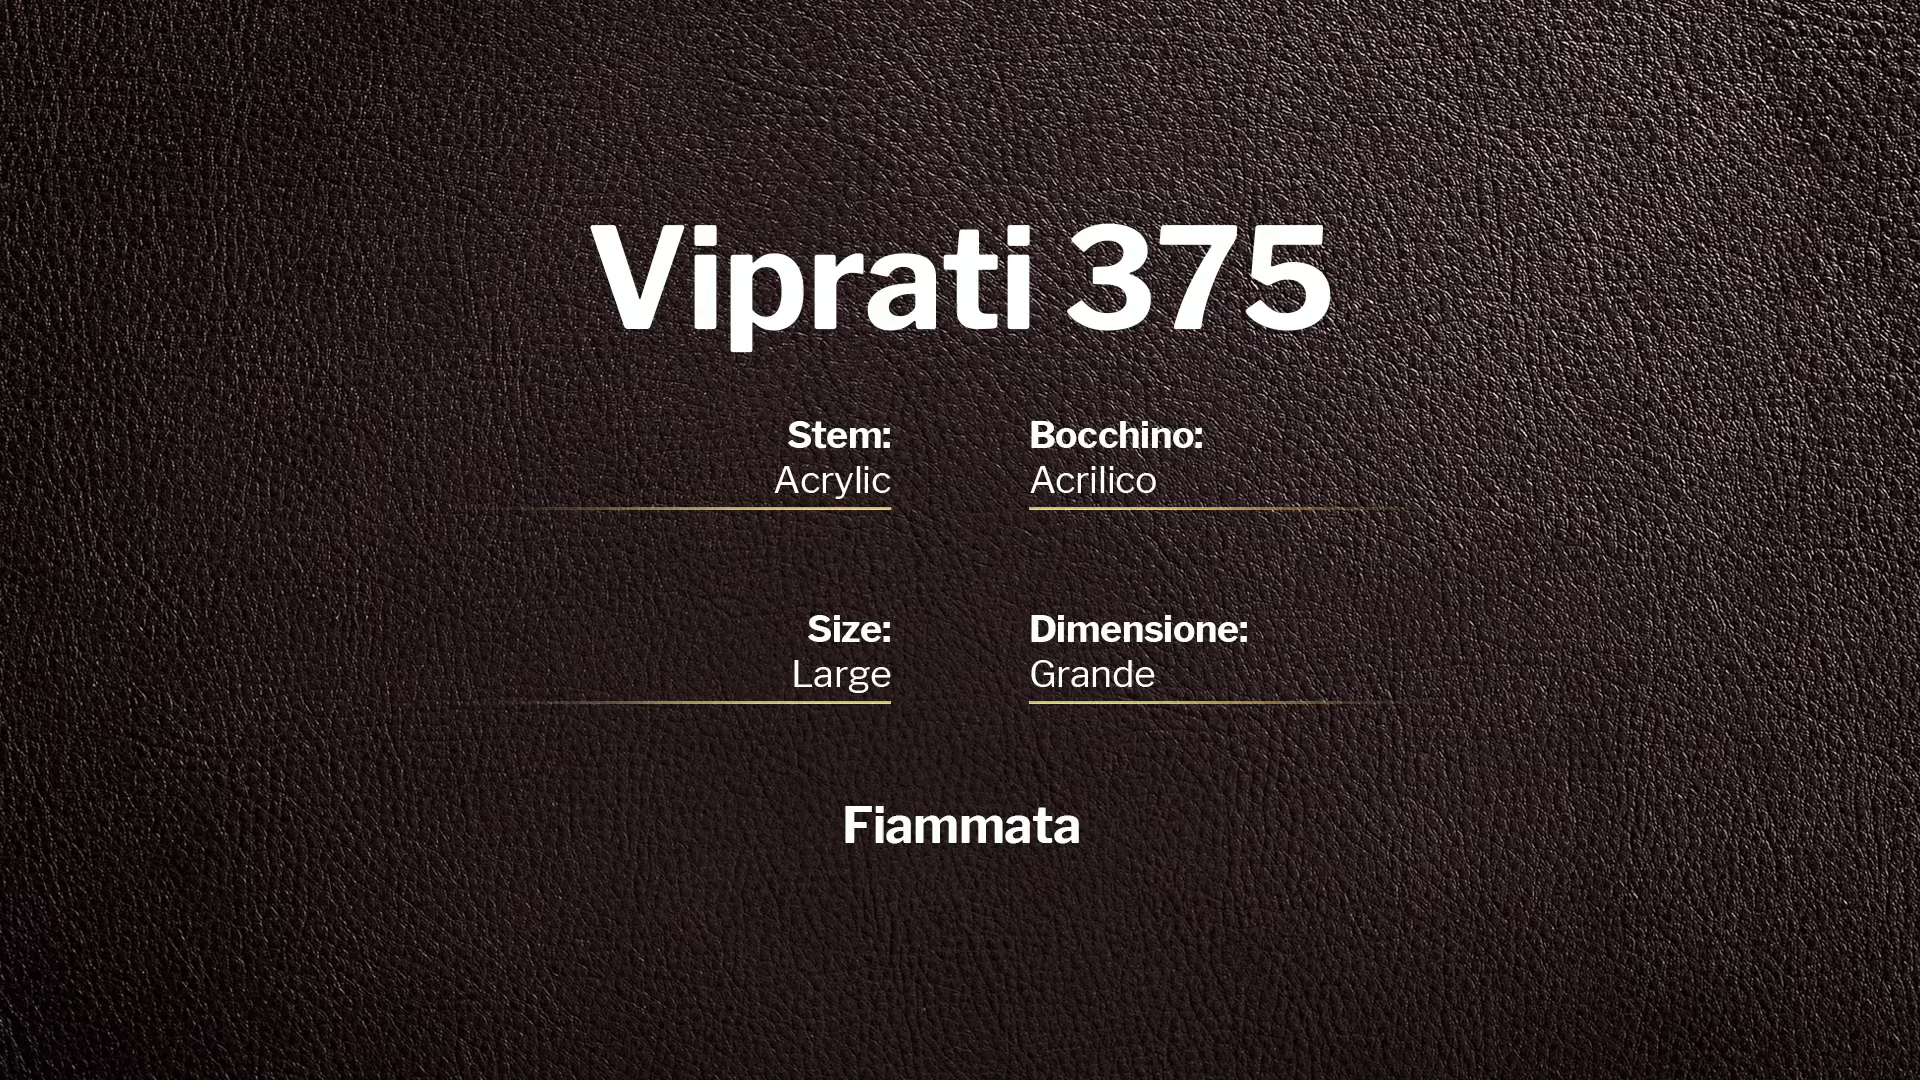 Viprati 375
Stem:
Acrylic
Bocchino:
Acrilico
Size:
Large
Dimensione:
Grande
Fiammata